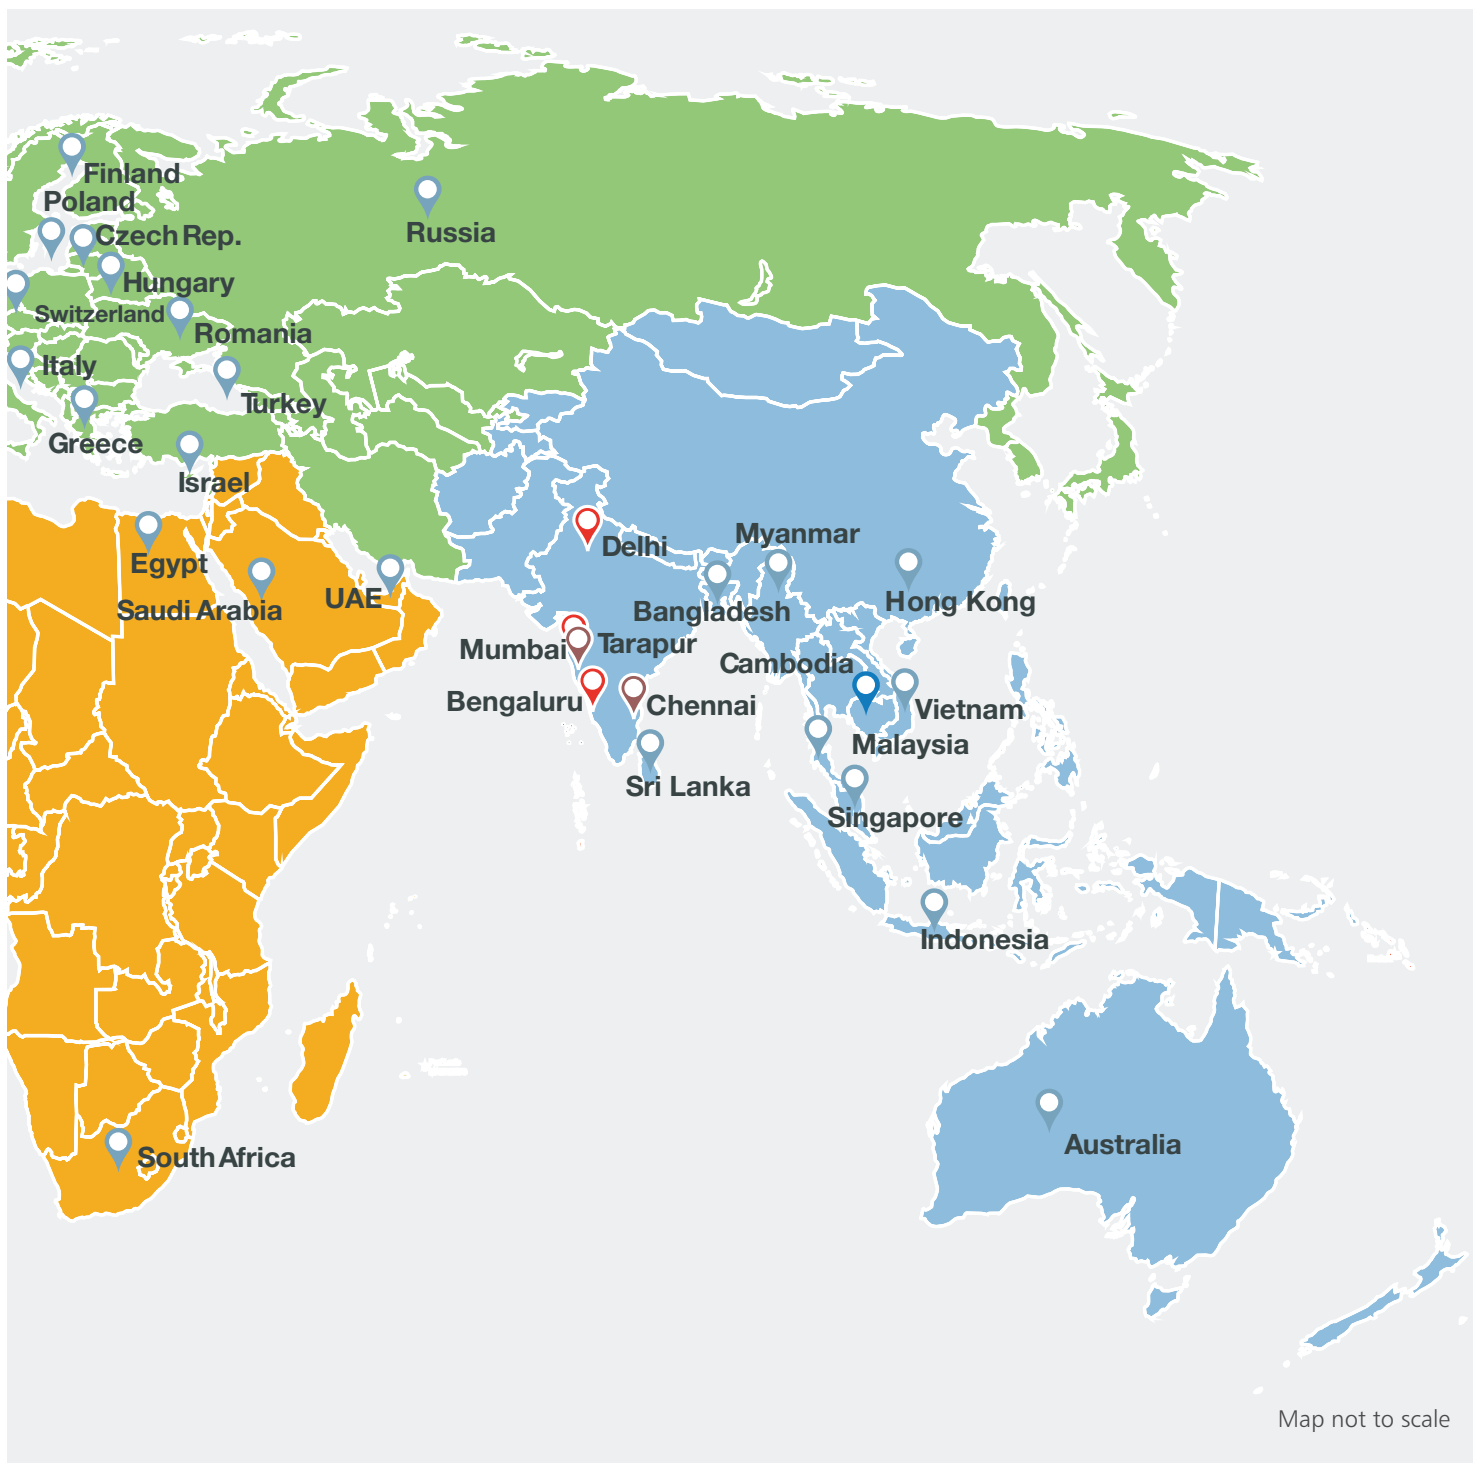 Finland
Poland
Czech Rep.
Russia
Hungary
Switzerland
Romania
Italy
Turkey
Greece
Israel
Egypt
Saudi Arabia
UAE
Delhi
Myanmar
Bangladesh
Hong Kong
Mumbai
Tarapur
Cambodia
Bengaluru
Chennai
Vietnam
Malaysia
Sri Lanka
Singapore
Indonesia
Australia
South Africa
Map not to scale